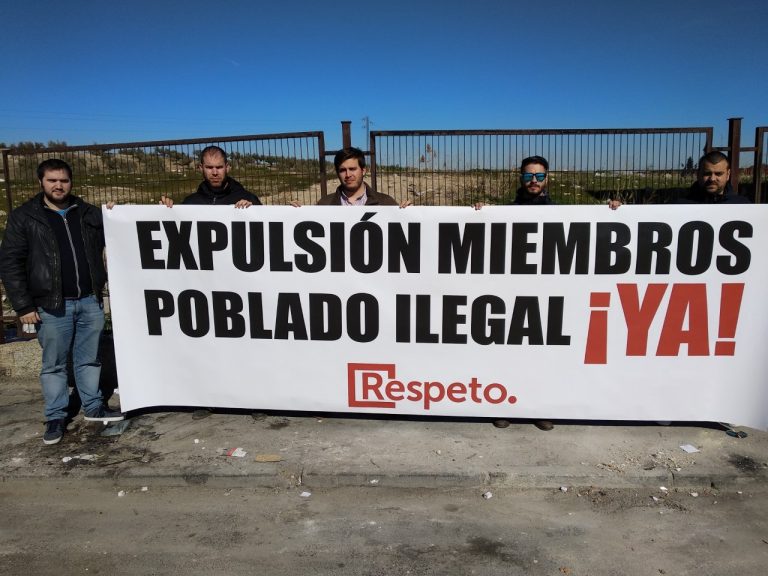 EXPULSIÓN MIEMBROS
POBLADO ILEGAL ¡YA!
Respeto.